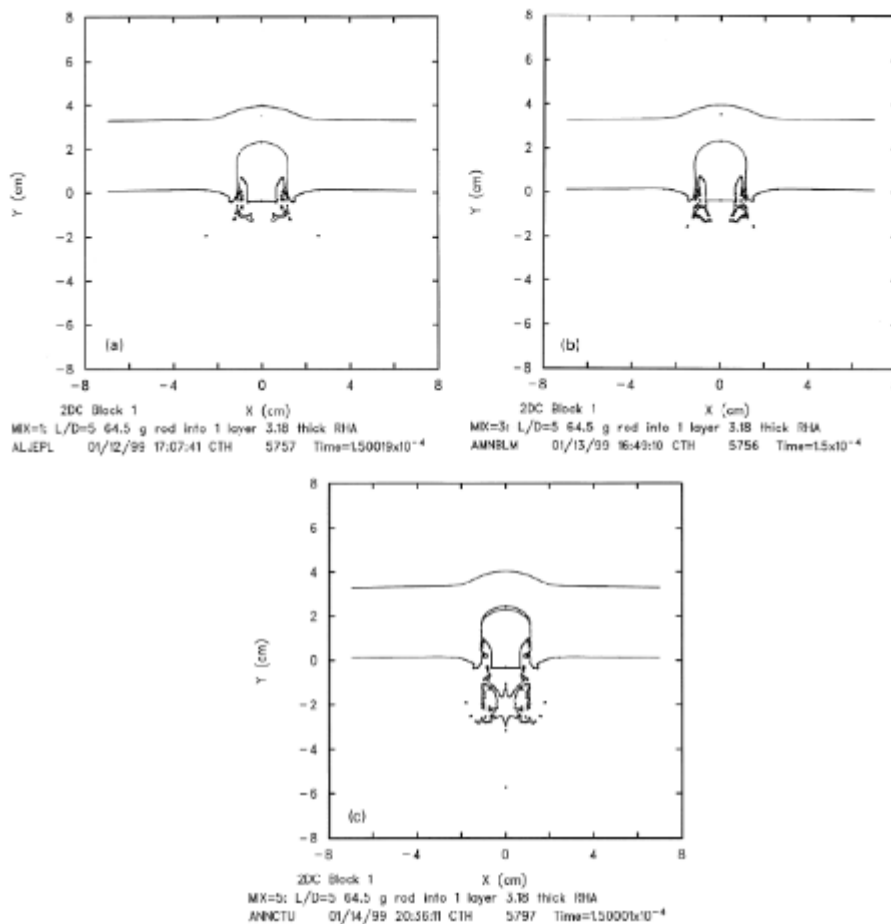 8 8
6 6
4 4
2 2
Y (cm) 0 Y (cm) 0
-2 -2
-4 -4
-6 -6
(a) (b)
-8 -8
-8 -4 0 4 8 -8 -4 0 4
2DC Block 1 X (cm) 2DC Block 1 X (cm)
MIX=1: L/D=5 64.5 g rod into 1 layer 3.18 thick RHA MIX=3: L/D=5 64.5 g rod into 1 layer 3.18 thick RHA
ALJEPL 01/12/99 17:07:41 CTH 5757 Time=1.50019x10⁻⁴ AMNBLM 01/13/99 16:49:10 CTH 5756 Time=1.5x10⁻⁴
8
6
4
2
Y (cm) 0
-2
-4
-6
(c)
-8
-8 -4 0 4 8
2DC Block 1 X (cm)
MIX=5: L/D=5 64.5 g rod into 1 layer 3.18 thick RHA
ANNCTU 01/14/99 20:36:11 CTH 5797 Time=1.50001x10⁻⁴